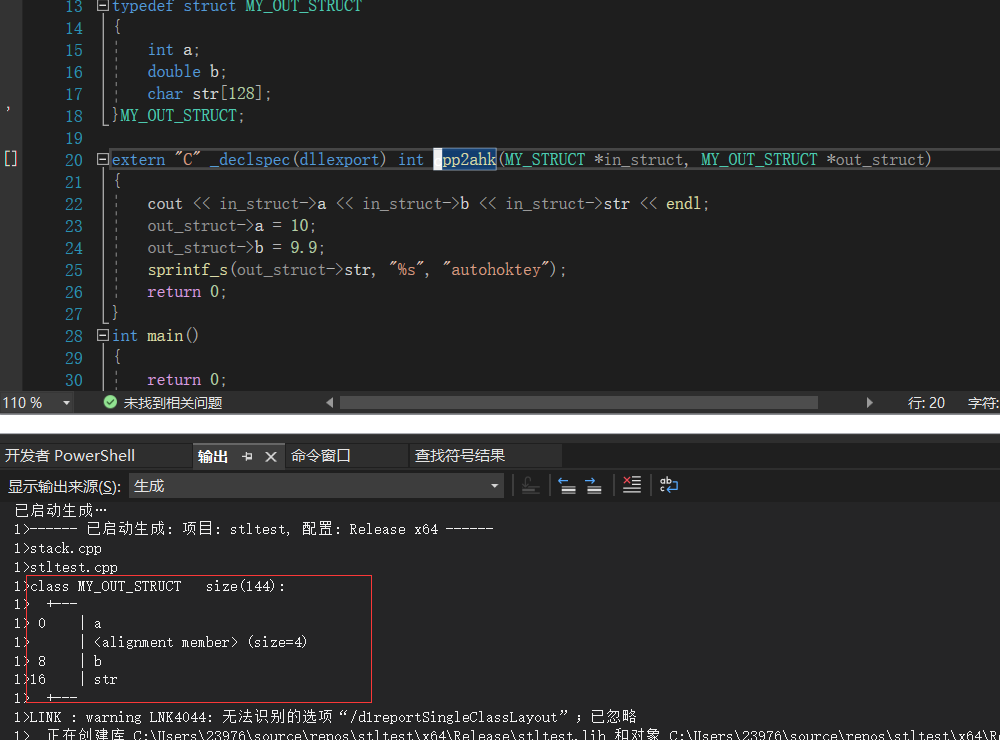 13 typedef struct MY_OUT_STRUCT
14 {
15 int a;
16 double b;
17 char str[128];
18 }MY_OUT_STRUCT;
19
20 extern "C" _declspec(dllexport) int cpp2ahk(MY_STRUCT *in_struct, MY_OUT_STRUCT *out_struct)
21 {
22 cout << in_struct->a << in_struct->b << in_struct->str << endl;
23 out_struct->a = 10;
24 out_struct->b = 9.9;
25 sprintf_s(out_struct->str, "%s", "autohoktey");
26 return 0;
27 }
28 int main()
29 {
30 return 0;
110 % 未找到相关问题 行: 20 字符:
开发者 PowerShell 输出 命令窗口 查找符号结果
显示输出来源(S): 生成
已启动生成…
1>------ 已启动生成: 项目: stltest, 配置: Release x64 ------
1>stack.cpp
1>stltest.cpp
1>class MY_OUT_STRUCT size(144):
1> +---
1> 0 | a
1> | <alignment member> (size=4)
1> 8 | b
1>16 | str
1> +---
1>LINK : warning LNK4044: 无法识别的选项“/d1reportSingleClassLayout”；已忽略
1> 正在创建库 C:\Users\23976\source\repos\stltest\x64\Release\stltest.lib 和对象 C:\Users\23976\source\repos\stltest\x64\R